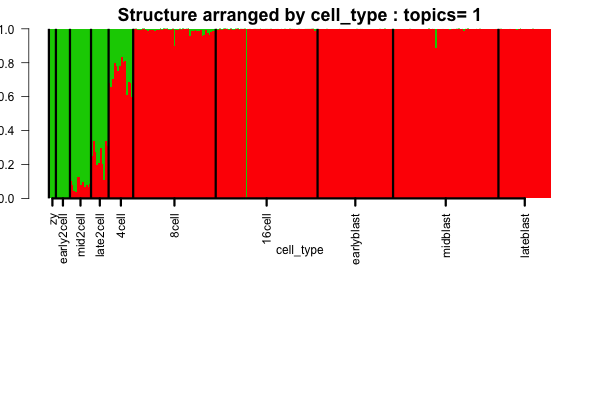 Structure arranged by cell_type : topics= 1
1.0
0.8
0.6
0.4
0.2
0.0
zy
early2cell
mid2cell
late2cell
4cell
8cell
16cell
earlyblast
midblast
lateblast
cell_type